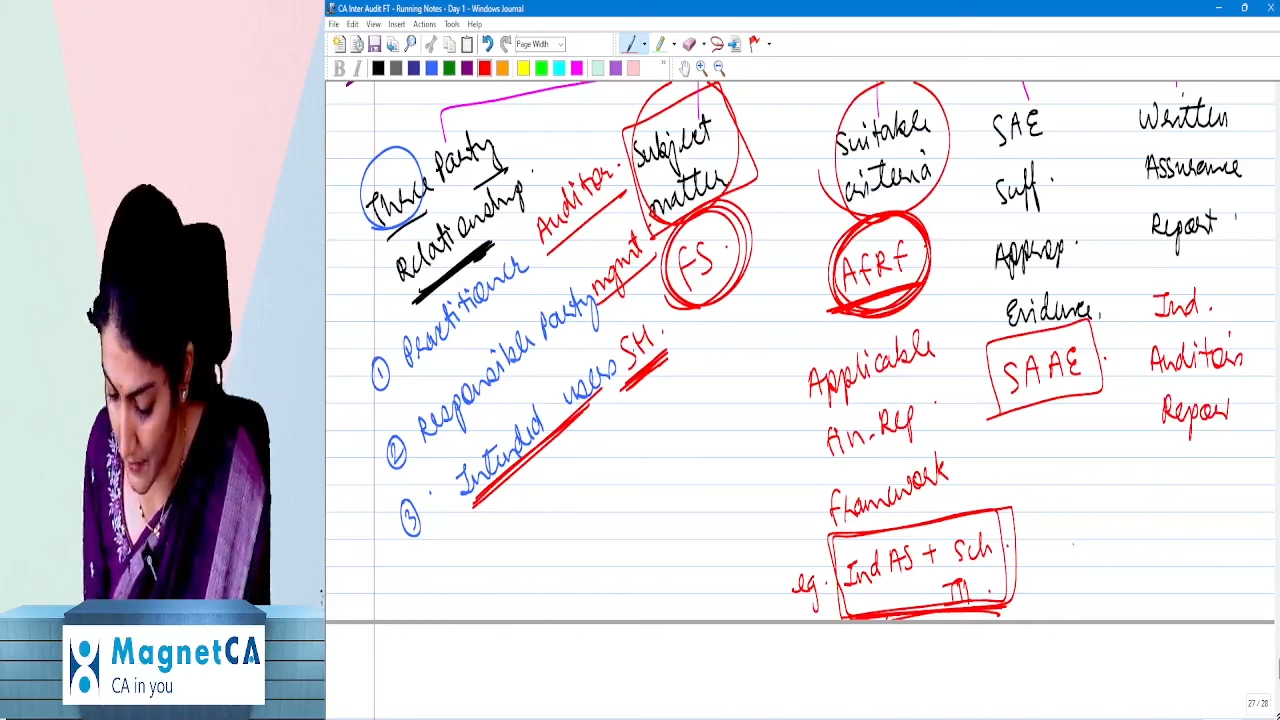 CA Inter Audit FT - Running Notes - Day 1 - Windows Journal
File Edit View Insert Actions Tools Help
Page Width
B I
Three Party
Relationship.
① Practitioner Auditor.
② Responsible Party mgmt
③ Intended users SH.
Subject
matter
FS
Suitable
criteria
AFRF
Applicable
Fin. Rep.
Framework
eg. Ind AS + Sch
III.
SAE
Suff.
Approp.
Evidence.
SAAE
Written
Assurance
Report
Ind.
Auditor's
Report
MagnetCA
CA in you
27 / 28